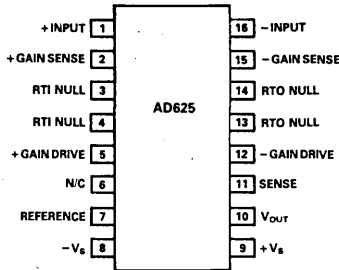 +INPUT 1 16 -INPUT
+GAIN SENSE 2 15 -GAIN SENSE
RTI NULL 3 14 RTO NULL
AD625
RTI NULL 4 13 RTO NULL
+GAIN DRIVE 5 12 -GAIN DRIVE
N/C 6 11 SENSE
REFERENCE 7 10 VOUT
-VS 8 9 +VS